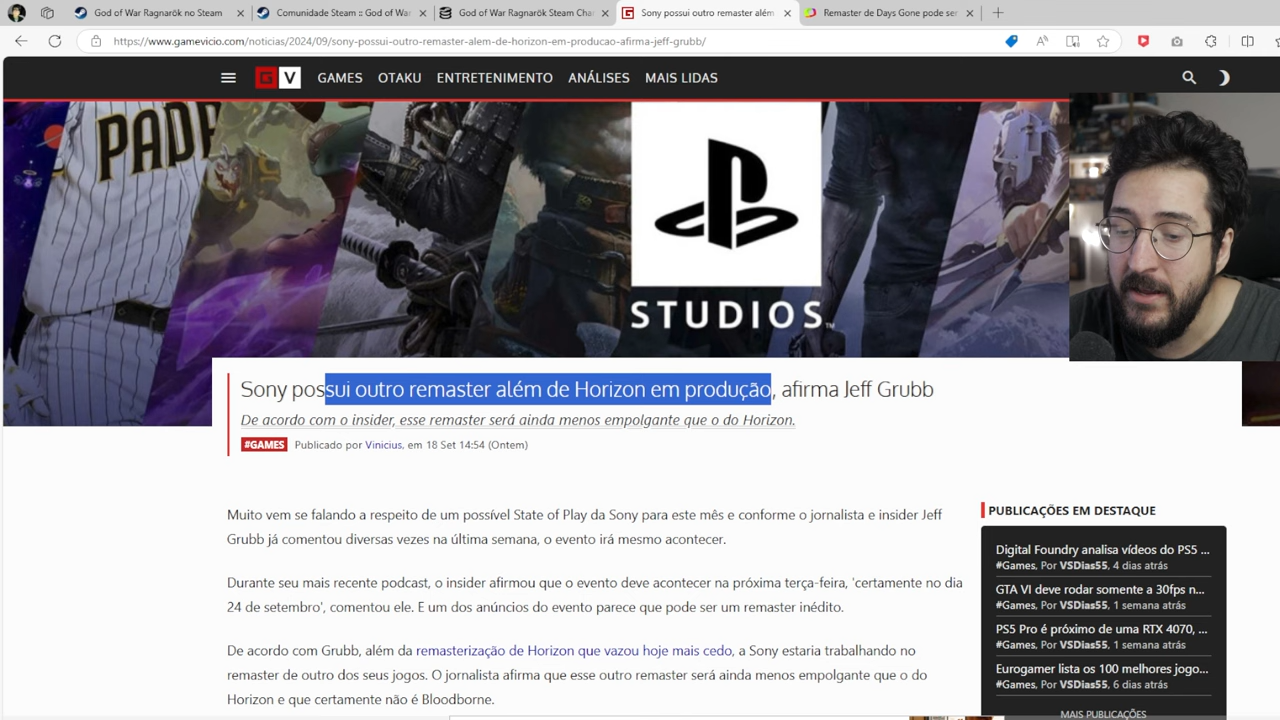 God of War Ragnarök no Steam
Comunidade Steam :: God of War
God of War Ragnarök Steam Cha
Sony possui outro remaster além
Remaster de Days Gone pode ser
https://www.gamevicio.com/noticias/2024/09/sony-possui-outro-remaster-alem-de-horizon-em-producao-afirma-jeff-grubb/
G V
GAMES OTAKU ENTRETENIMENTO ANÁLISES MAIS LIDAS
PADR
STUDIOS
Sony possui outro remaster além de Horizon em produção, afirma Jeff Grubb
De acordo com o insider, esse remaster será ainda menos empolgante que o do Horizon.
#GAMES Publicado por Vinicius, em 18 Set 14:54 (Ontem)
Muito vem se falando a respeito de um possível State of Play da Sony para este mês e conforme o jornalista e insider Jeff
Grubb já comentou diversas vezes na última semana, o evento irá mesmo acontecer.
Durante seu mais recente podcast, o insider afirmou que o evento deve acontecer na próxima terça-feira, 'certamente no dia
24 de setembro', comentou ele. E um dos anúncios do evento parece que pode ser um remaster inédito.
De acordo com Grubb, além da remasterização de Horizon que vazou hoje mais cedo, a Sony estaria trabalhando no
remaster de outro dos seus jogos. O jornalista afirma que esse outro remaster será ainda menos empolgante que o do
Horizon e que certamente não é Bloodborne.
PUBLICAÇÕES EM DESTAQUE
Digital Foundry analisa vídeos do PS5 ...
#Games, Por VSDias55, 4 dias atrás
GTA VI deve rodar somente a 30fps n...
#Games, Por VSDias55, 1 semana atrás
PS5 Pro é próximo de uma RTX 4070, ...
#Games, Por VSDias55, 1 semana atrás
Eurogamer lista os 100 melhores jogo...
#Games, Por VSDias55, 6 dias atrás
MAIS PUBLICAÇÕES